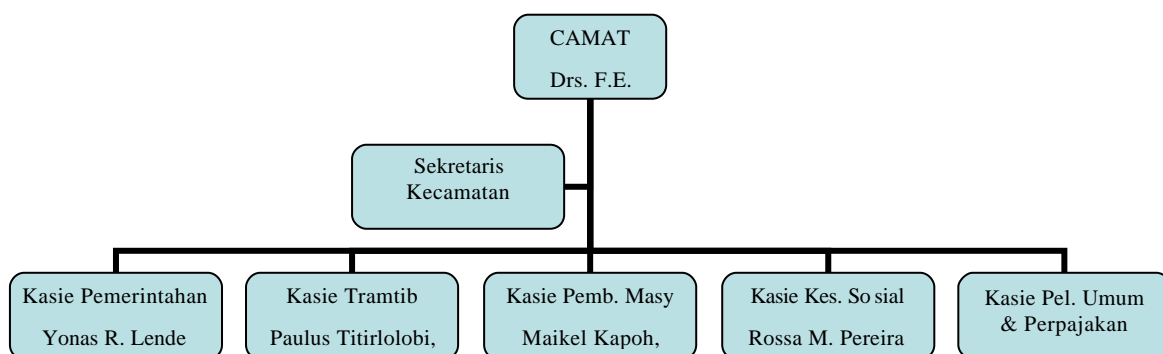 CAMAT
Drs. F.E.
Sekretaris
Kecamatan
Kasie Pemerintahan
Yonas R. Lende
Kasie Tramtib
Paulus Titirlolobi,
Kasie Pemb. Masy
Maikel Kapoh,
Kasie Kes. So sial
Rossa M. Pereira
Kasie Pel. Umum
& Perpajakan